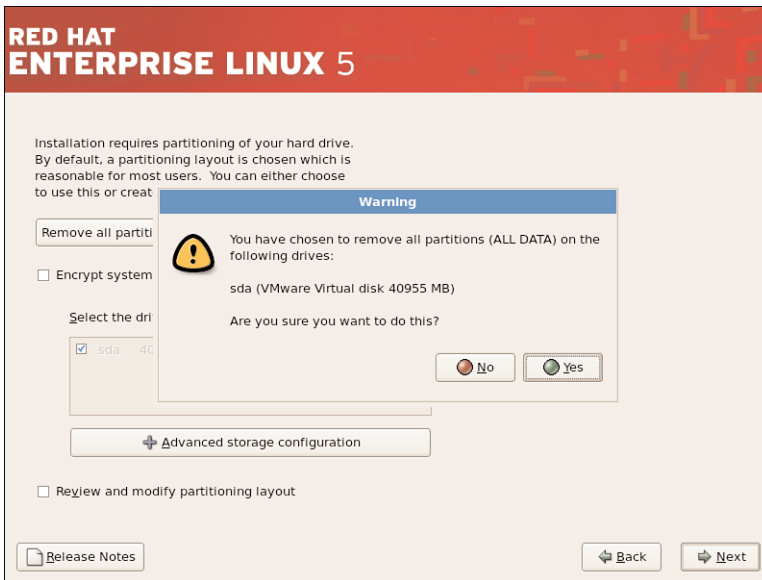 RED HAT
ENTERPRISE LINUX 5
Installation requires partitioning of your hard drive.
By default, a partitioning layout is chosen which is
reasonable for most users. You can either choose
to use this or creat
Warning
Remove all partiti
You have chosen to remove all partitions (ALL DATA) on the
following drives:
Encrypt system
sda (VMware Virtual disk 40955 MB)
Select the dri
Are you sure you want to do this?
sda 40
No
Yes
Advanced storage configuration
Review and modify partitioning layout
Release Notes
Back
Next